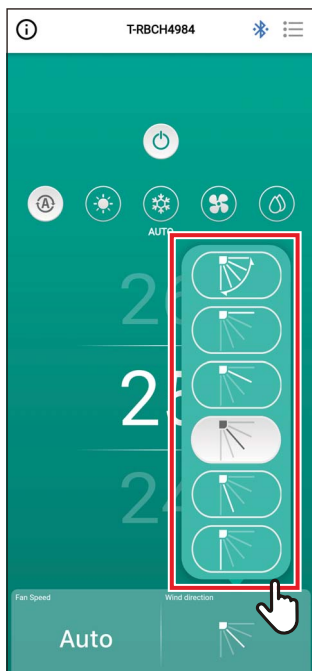 T-RBCH4984
AUTO
26
25
24
Fan Speed
Wind direction
Auto